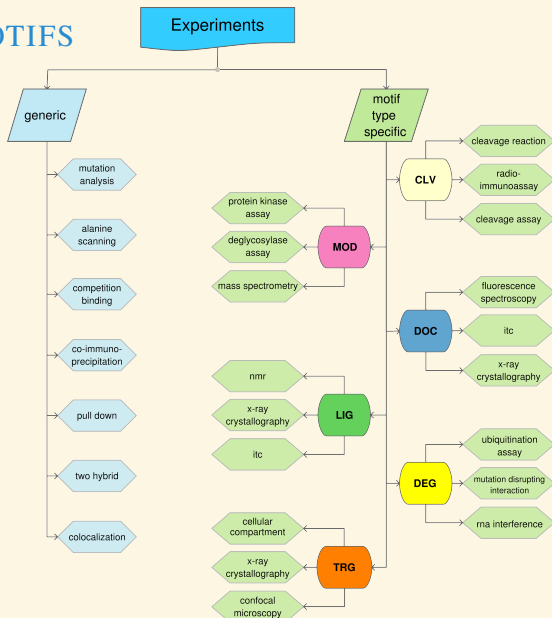 OTIFS
Experiments
generic
mutation
analysis
alanine
scanning
competition
binding
co-immuno-
precipitation
pull down
two hybrid
colocalization
motif
type
specific
CLV
cleavage reaction
radio-
immunoassay
cleavage assay
MOD
protein kinase
assay
deglycosylase
assay
mass spectrometry
DOC
fluorescence
spectroscopy
itc
x-ray
crystallography
LIG
nmr
x-ray
crystallography
itc
DEG
ubiquitination
assay
mutation disrupting
interaction
rna interference
TRG
cellular
compartment
x-ray
crystallography
confocal
microscopy